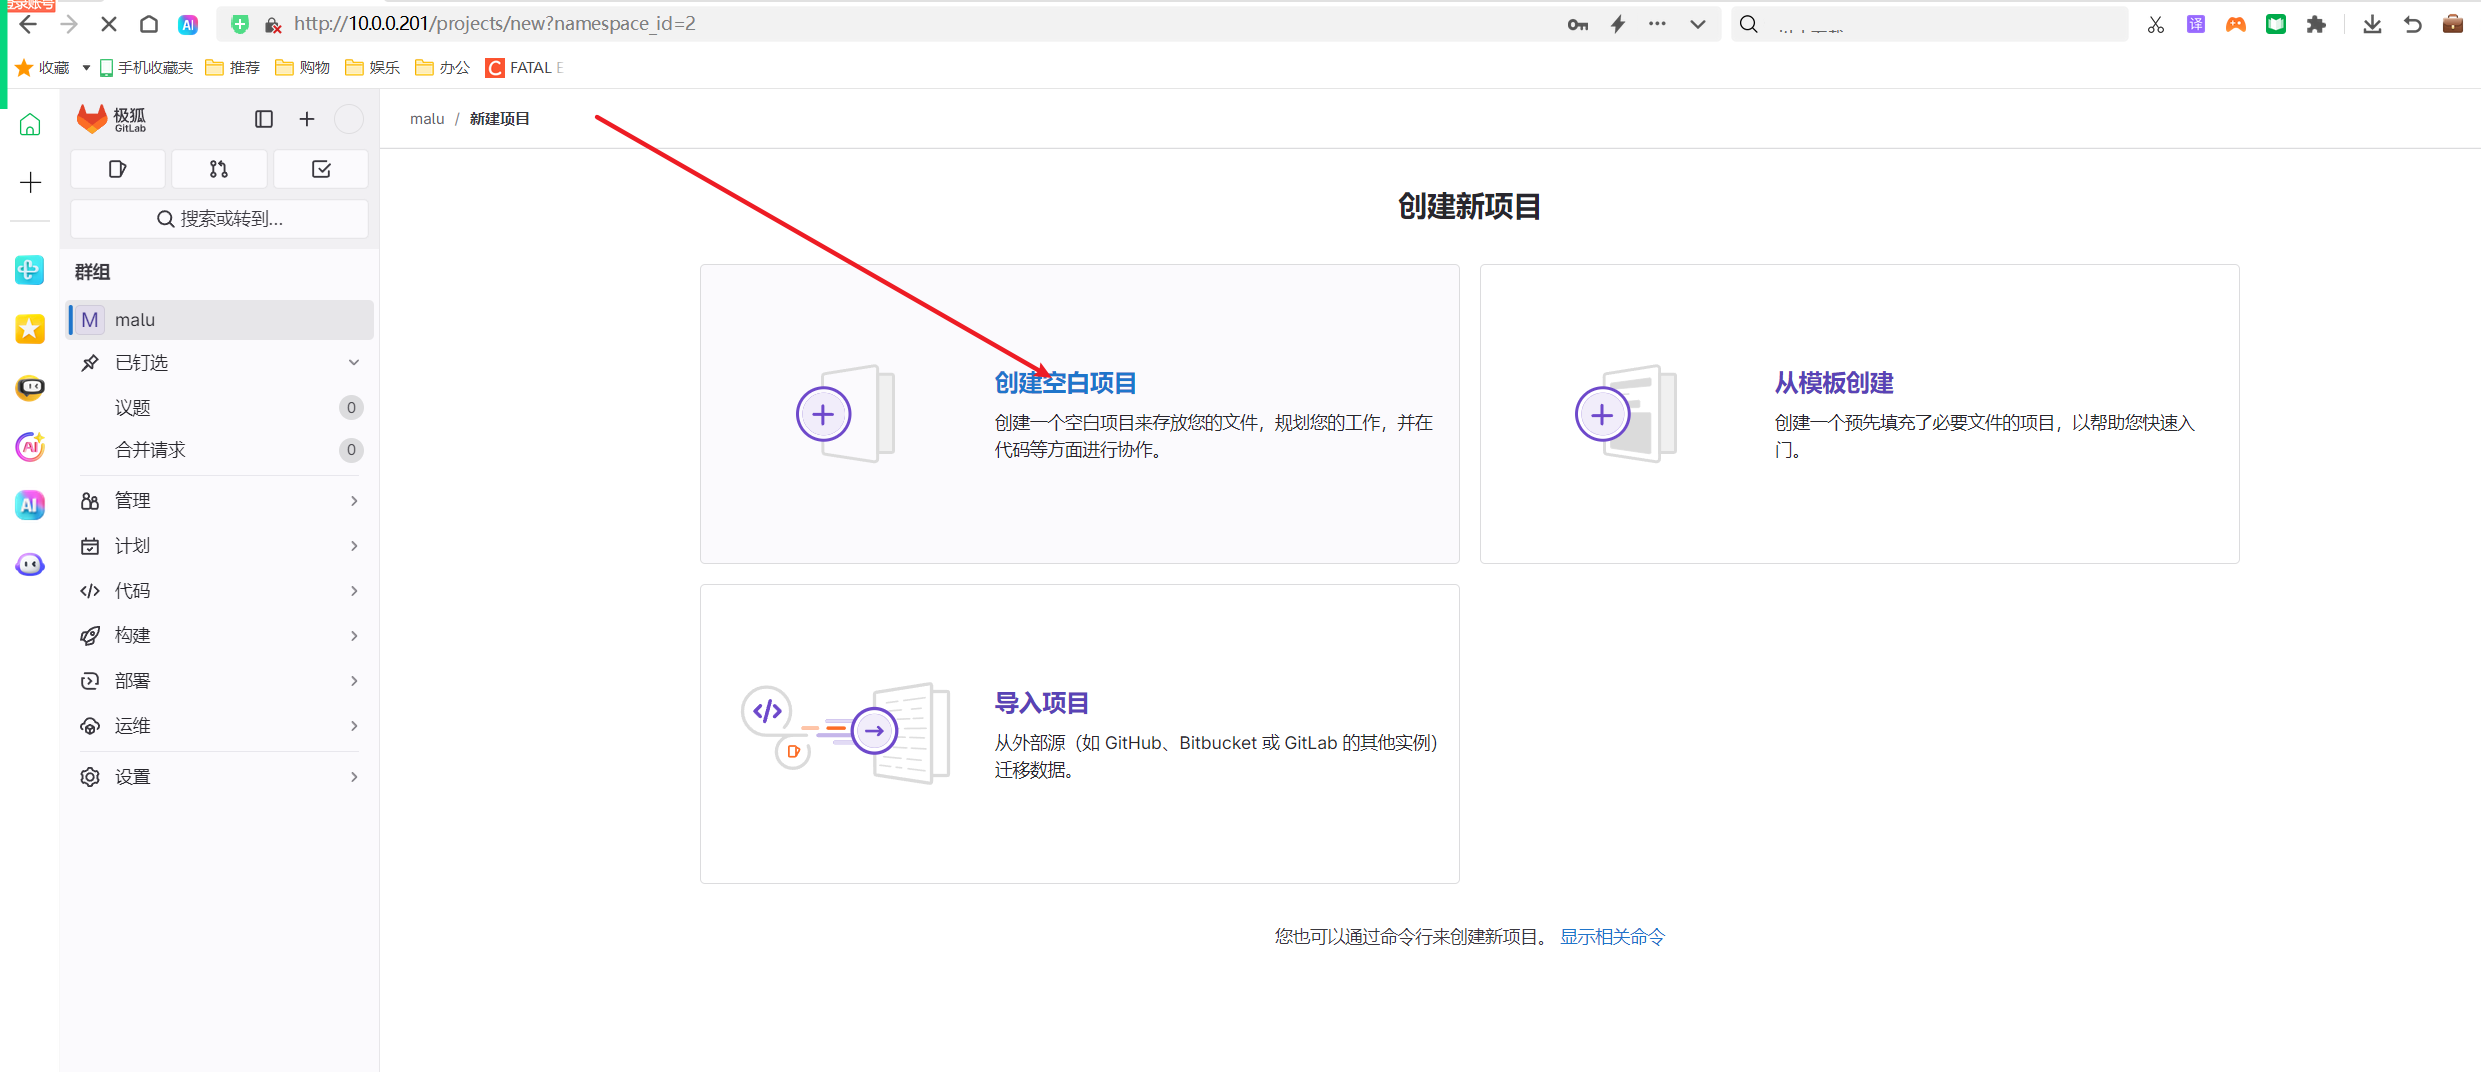 登录账号
http://10.0.0.201/projects/new?namespace_id=2
收藏
手机收藏夹
推荐
购物
娱乐
办公
FATAL E
极狐
GitLab
malu / 新建项目
搜索或转到...
群组
M malu
已钉选
议题 0
合并请求 0
管理
计划
代码
构建
部署
运维
设置
创建新项目
创建空白项目
创建一个空白项目来存放您的文件，规划您的工作，并在
代码等方面进行协作。
从模板创建
创建一个预先填充了必要文件的项目，以帮助您快速入
门。
导入项目
从外部源（如 GitHub、Bitbucket 或 GitLab 的其他实例）
迁移数据。
您也可以通过命令行来创建新项目。 显示相关命令